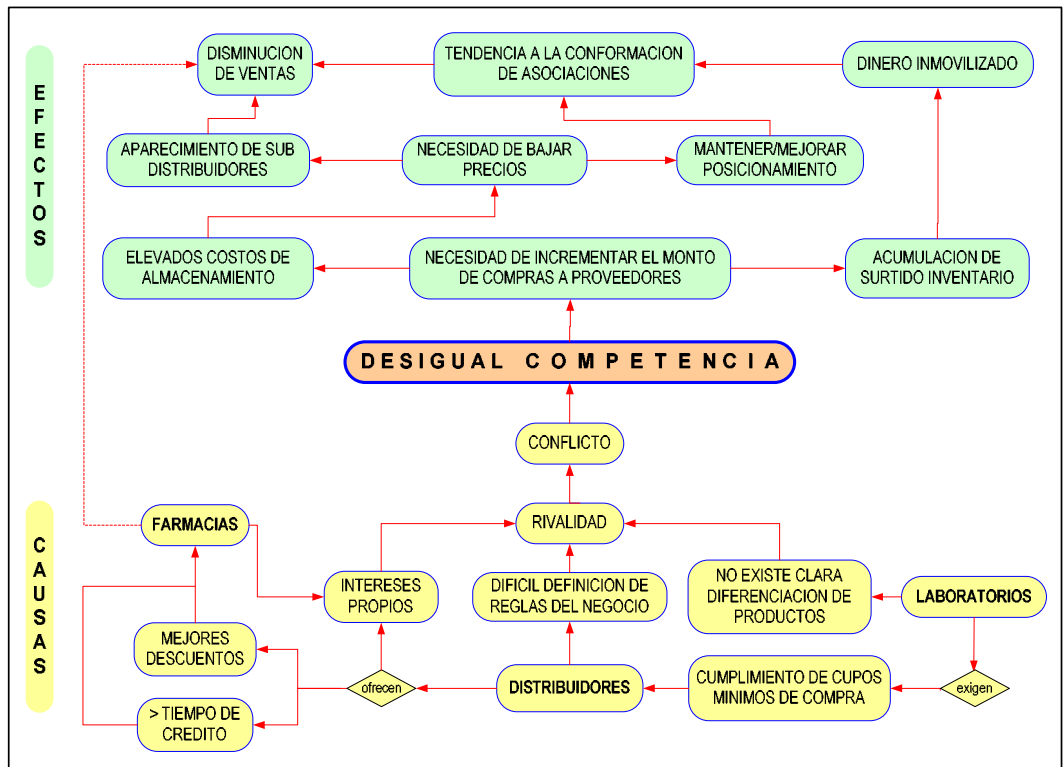 EFECTOS
DISMINUCION
DE VENTAS
TENDENCIA A LA CONFORMACION
DE ASOCIACIONES
DINERO INMOVILIZADO
APARECIMIENTO DE SUB
DISTRIBUIDORES
NECESIDAD DE BAJAR
PRECIOS
MANTENER/MEJORAR
POSICIONAMIENTO
ELEVADOS COSTOS DE
ALMACENAMIENTO
NECESIDAD DE INCREMENTAR EL MONTO
DE COMPRAS A PROVEEDORES
ACUMULACION DE
SURTIDO INVENTARIO
DESIGUAL COMPETENCIA
CONFLICTO
CAUSAS
FARMACIAS
RIVALIDAD
INTERESES
PROPIOS
DIFICIL DEFINICION DE
REGLAS DEL NEGOCIO
NO EXISTE CLARA
DIFERENCIACION DE
PRODUCTOS
LABORATORIOS
MEJORES
DESCUENTOS
ofrecen
DISTRIBUIDORES
CUMPLIMIENTO DE CUPOS
MINIMOS DE COMPRA
exigen
> TIEMPO DE
CREDITO